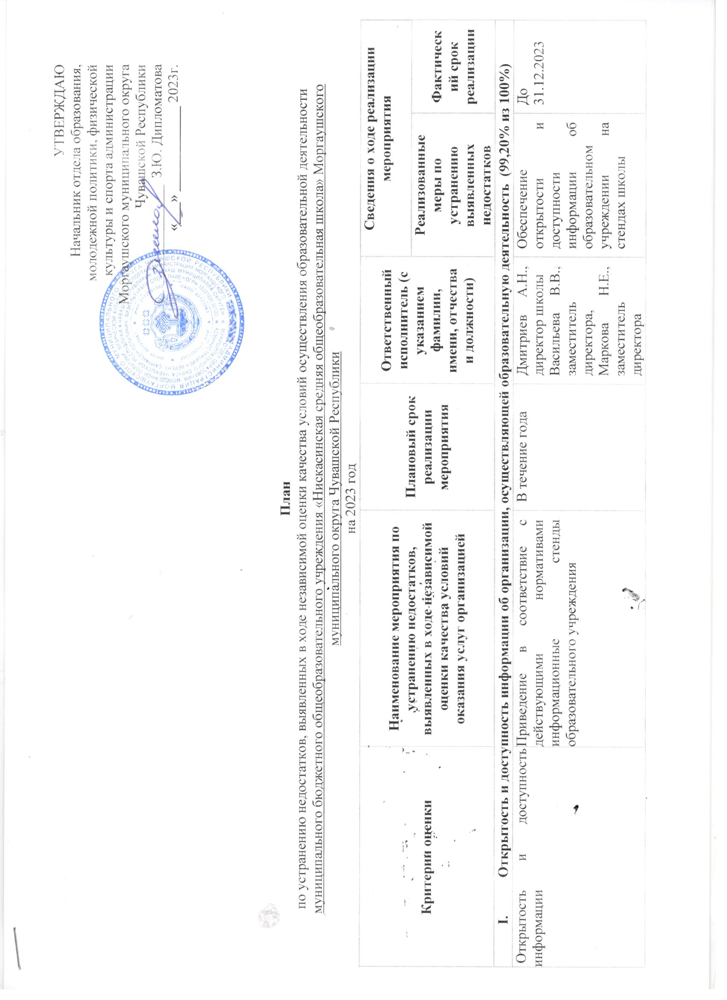 УТВЕРЖДАЮ
Начальник отдела образования,
молодежной политики, физической
культуры и спорта администрации
Моргаушского муниципального округа
Чувашской Республики
З.Ю. Дипломатова
«___» ____________ 2023г.
План
по устранению недостатков, выявленных в ходе независимой оценки качества условий осуществления образовательной деятельности
муниципального бюджетного общеобразовательного учреждения «Нискасинская средняя общеобразовательная школа» Моргаушского
муниципального округа Чувашской Республики
на 2023 год
Критерии оценки
Наименование мероприятия по
устранению недостатков,
выявленных в ходе независимой
оценки качества условий
оказания услуг организацией
Плановый срок
реализации
мероприятия
Ответственный
исполнитель (с
указанием
фамилии,
имени, отчества
и должности)
Сведения о ходе реализации
мероприятия
Реализованные
меры по
устранению
выявленных
недостатков
Фактическ
ий срок
реализации
I. Открытость и доступность информации об организации, осуществляющей образовательную деятельность (99,20% из 100%)
Открытость и доступность
информации
Приведение в соответствие с
действующими нормативами
информационные стенды
образовательного учреждения
В течение года
Дмитриев А.Н.,
директор школы
Васильева В.В.,
заместитель
директора,
Маркова Н.Е.,
заместитель
директора
Обеспечение
открытости и
доступности
информации об
образовательном
учреждении на
стендах школы
До
31.12.2023